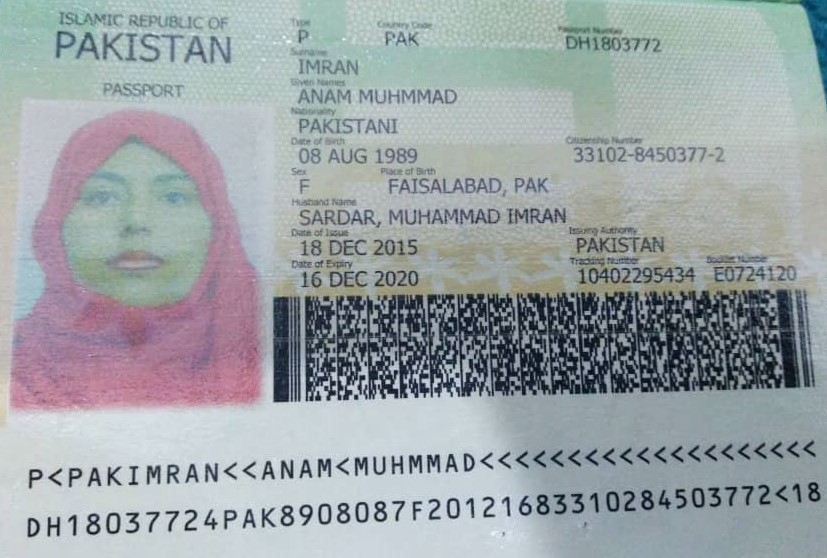 ISLAMIC REPUBLIC OF
PAKISTAN
PASSPORT
Type Country Code Passport Number
P PAK DH1803772
Surname
IMRAN
Given Names
ANAM MUHMMAD
Nationality
PAKISTANI
Date of Birth Citizenship Number
08 AUG 1989 33102-8450377-2
Sex Place of Birth
F FAISALABAD, PAK
Husband Name
SARDAR, MUHAMMAD IMRAN
Date of Issue Issuing Authority
18 DEC 2015 PAKISTAN
Date of Expiry Tracking Number Booklet Number
16 DEC 2020 10402295434 E0724120
P<PAKIMRAN<<ANAM<MUHMMAD<<<<<<<<<<<<<<<<<<<<
DH18037724PAK8908087F20121683310284503772<18